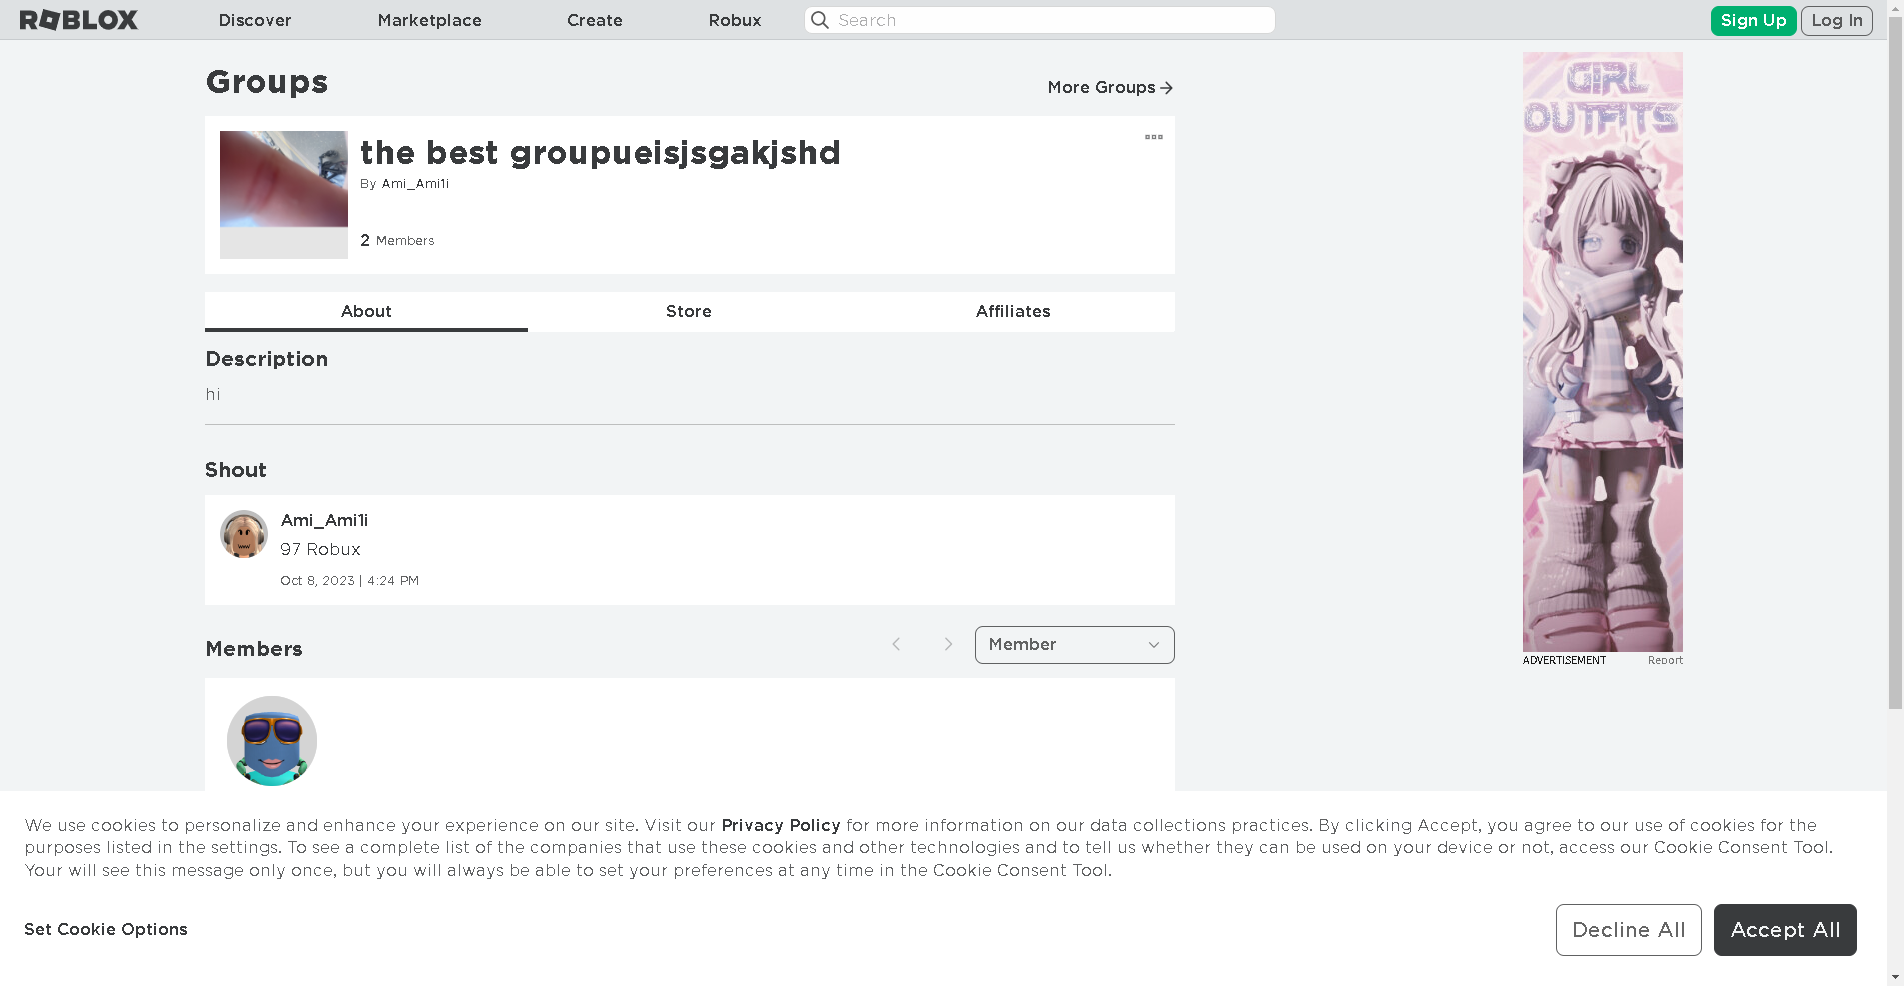 ROBLOX Discover Marketplace Create Robux Search Sign Up Log In
Groups
More Groups
the best groupueisjsgakjshd
By Ami_Ami1i
2 Members
About Store Affiliates
Description
hi
Shout
Ami_Ami1i
97 Robux
Oct 8, 2023 | 4:24 PM
Members
Member
GIRL
OUTFITS
ADVERTISEMENT Report
We use cookies to personalize and enhance your experience on our site. Visit our Privacy Policy for more information on our data collections practices. By clicking Accept, you agree to our use of cookies for the
purposes listed in the settings. To see a complete list of the companies that use these cookies and other technologies and to tell us whether they can be used on your device or not, access our Cookie Consent Tool.
Your will see this message only once, but you will always be able to set your preferences at any time in the Cookie Consent Tool.
Set Cookie Options
Decline All
Accept All